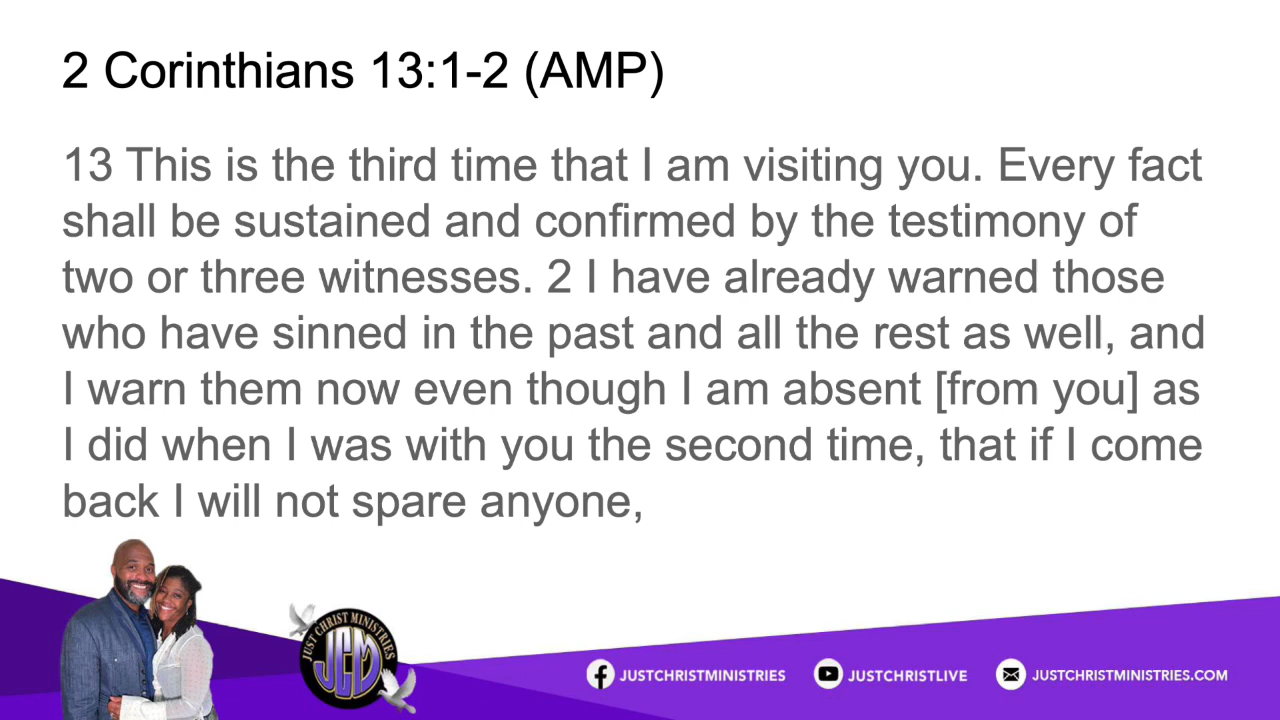 2 Corinthians 13:1-2 (AMP)
13 This is the third time that I am visiting you. Every fact
shall be sustained and confirmed by the testimony of
two or three witnesses. 2 I have already warned those
who have sinned in the past and all the rest as well, and
I warn them now even though I am absent [from you] as
I did when I was with you the second time, that if I come
back I will not spare anyone,
JUST CHRIST MINISTRIES
JCM
JUSTCHRISTMINISTRIES
JUSTCHRISTLIVE
JUSTCHRISTMINISTRIES.COM